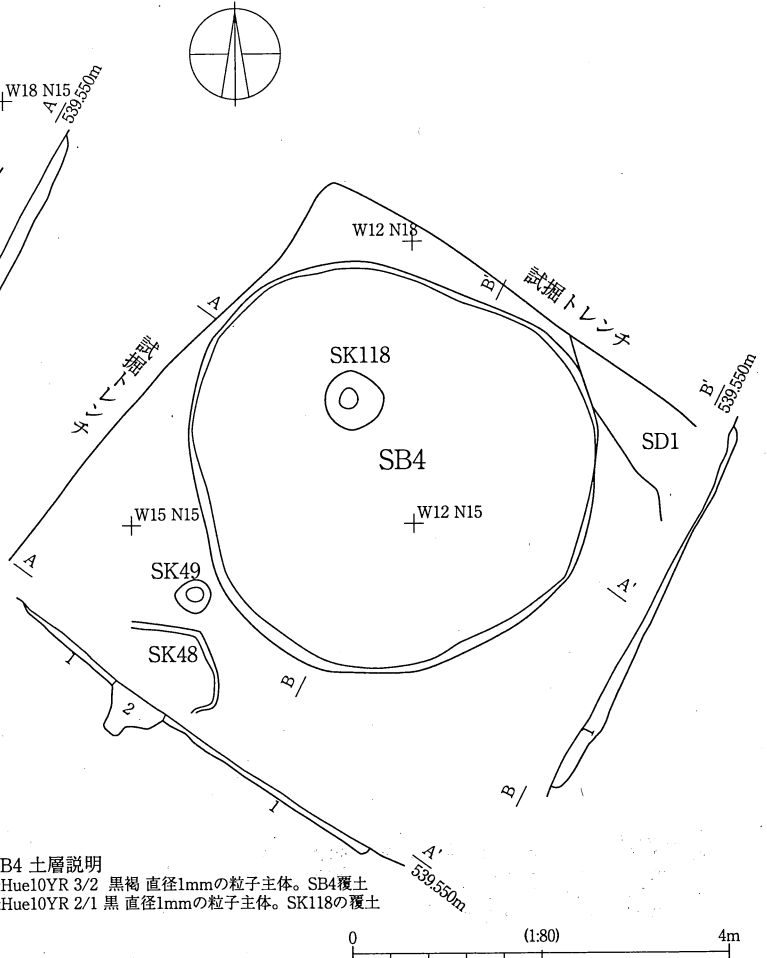 W18 N15
A
539.550m
W12 N18
B'
試掘トレンチ
A
試掘トレンチ
SK118
B'
539.550m
SD1
SB4
W15 N15
W12 N15
A
SK49
A'
SK48
B
1
2
1
1
B
A'
539.550m
B4 土層説明
Hue10YR 3/2 黒褐 直径1mmの粒子主体。SB4覆土
Hue10YR 2/1 黒 直径1mmの粒子主体。SK118の覆土
0 (1:80) 4m